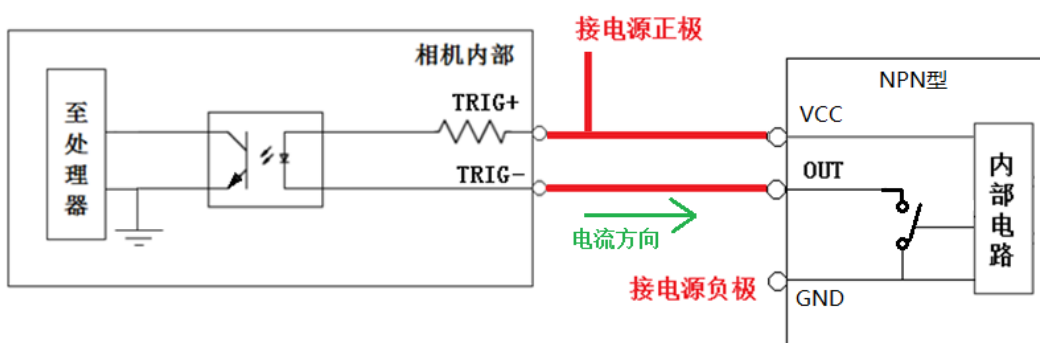 接电源正极
相机内部
NPN型
至处理器
TRIG+
VCC
TRIG-
OUT
内部电路
电流方向
接电源负极
GND